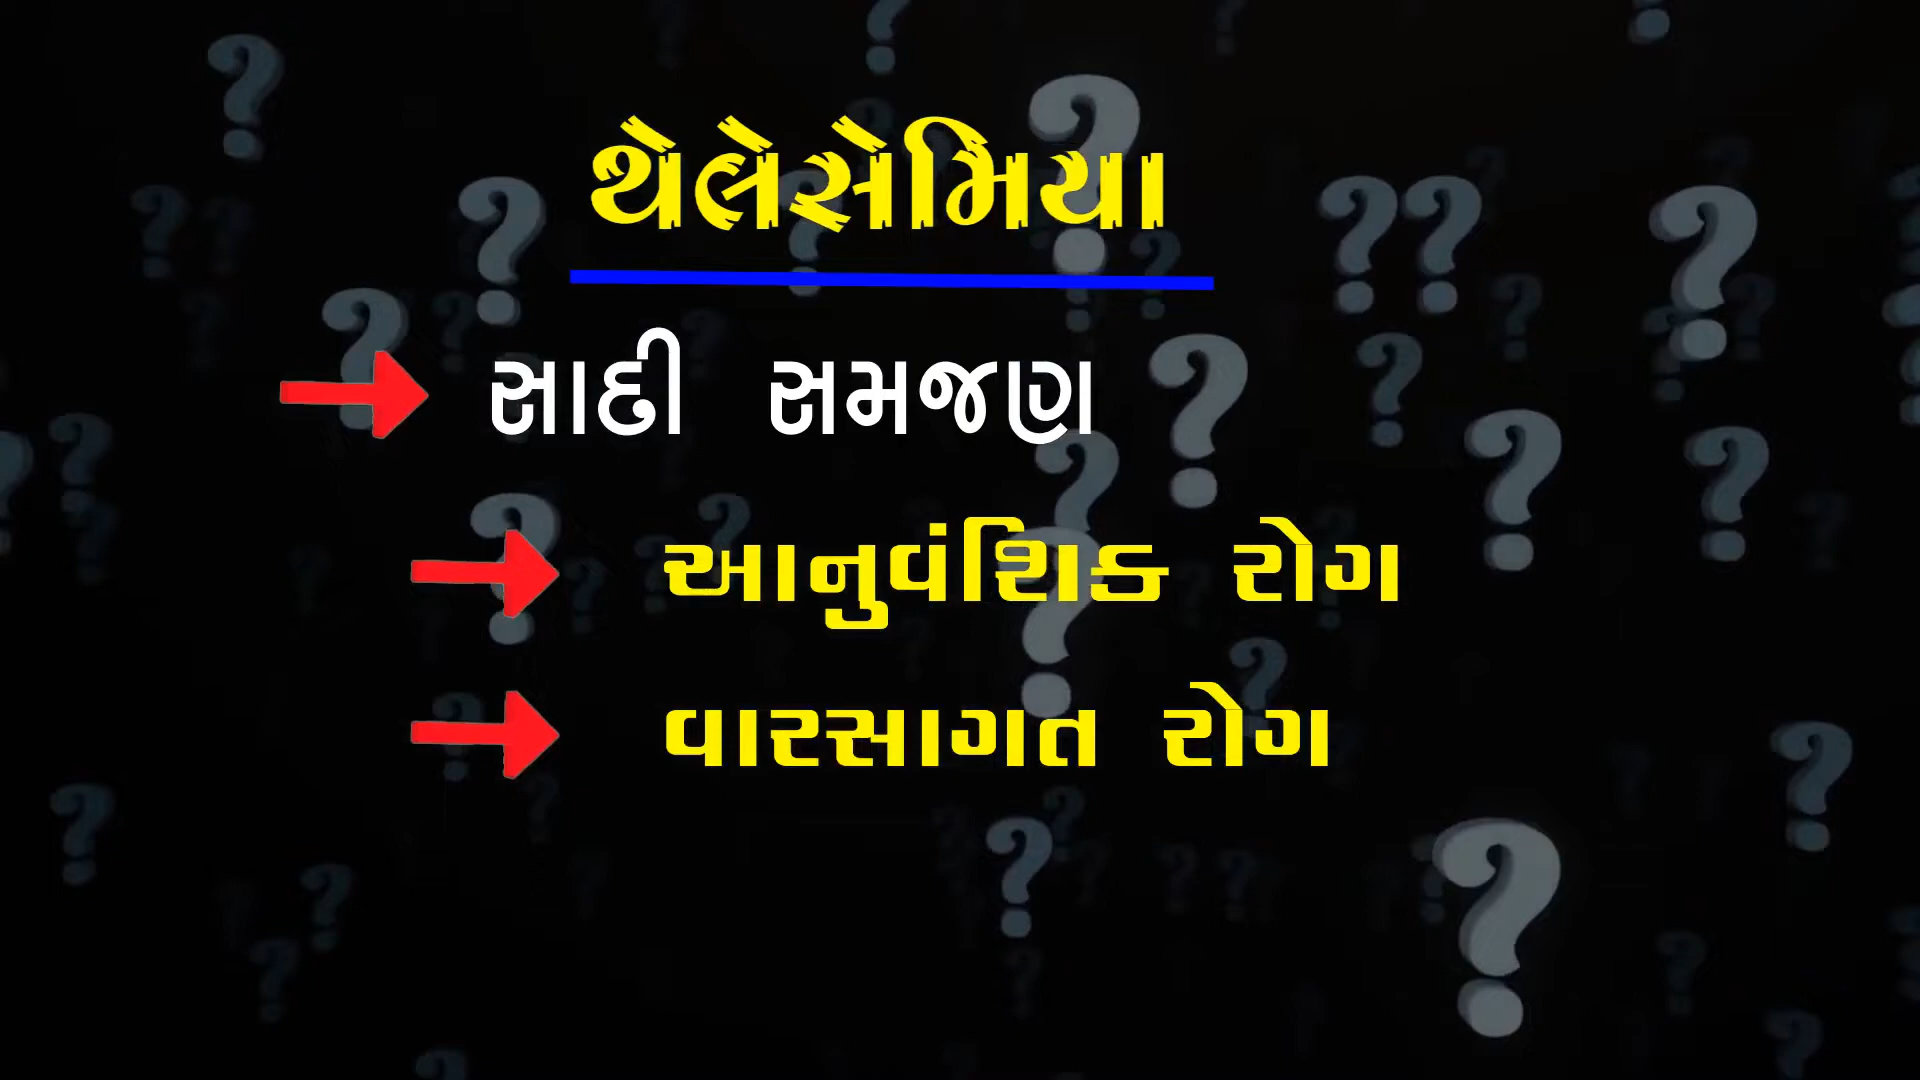 થેલેસેમિયા
સાદી સમજણ
આનુવંશિક રોગ
વારસાગત રોગ